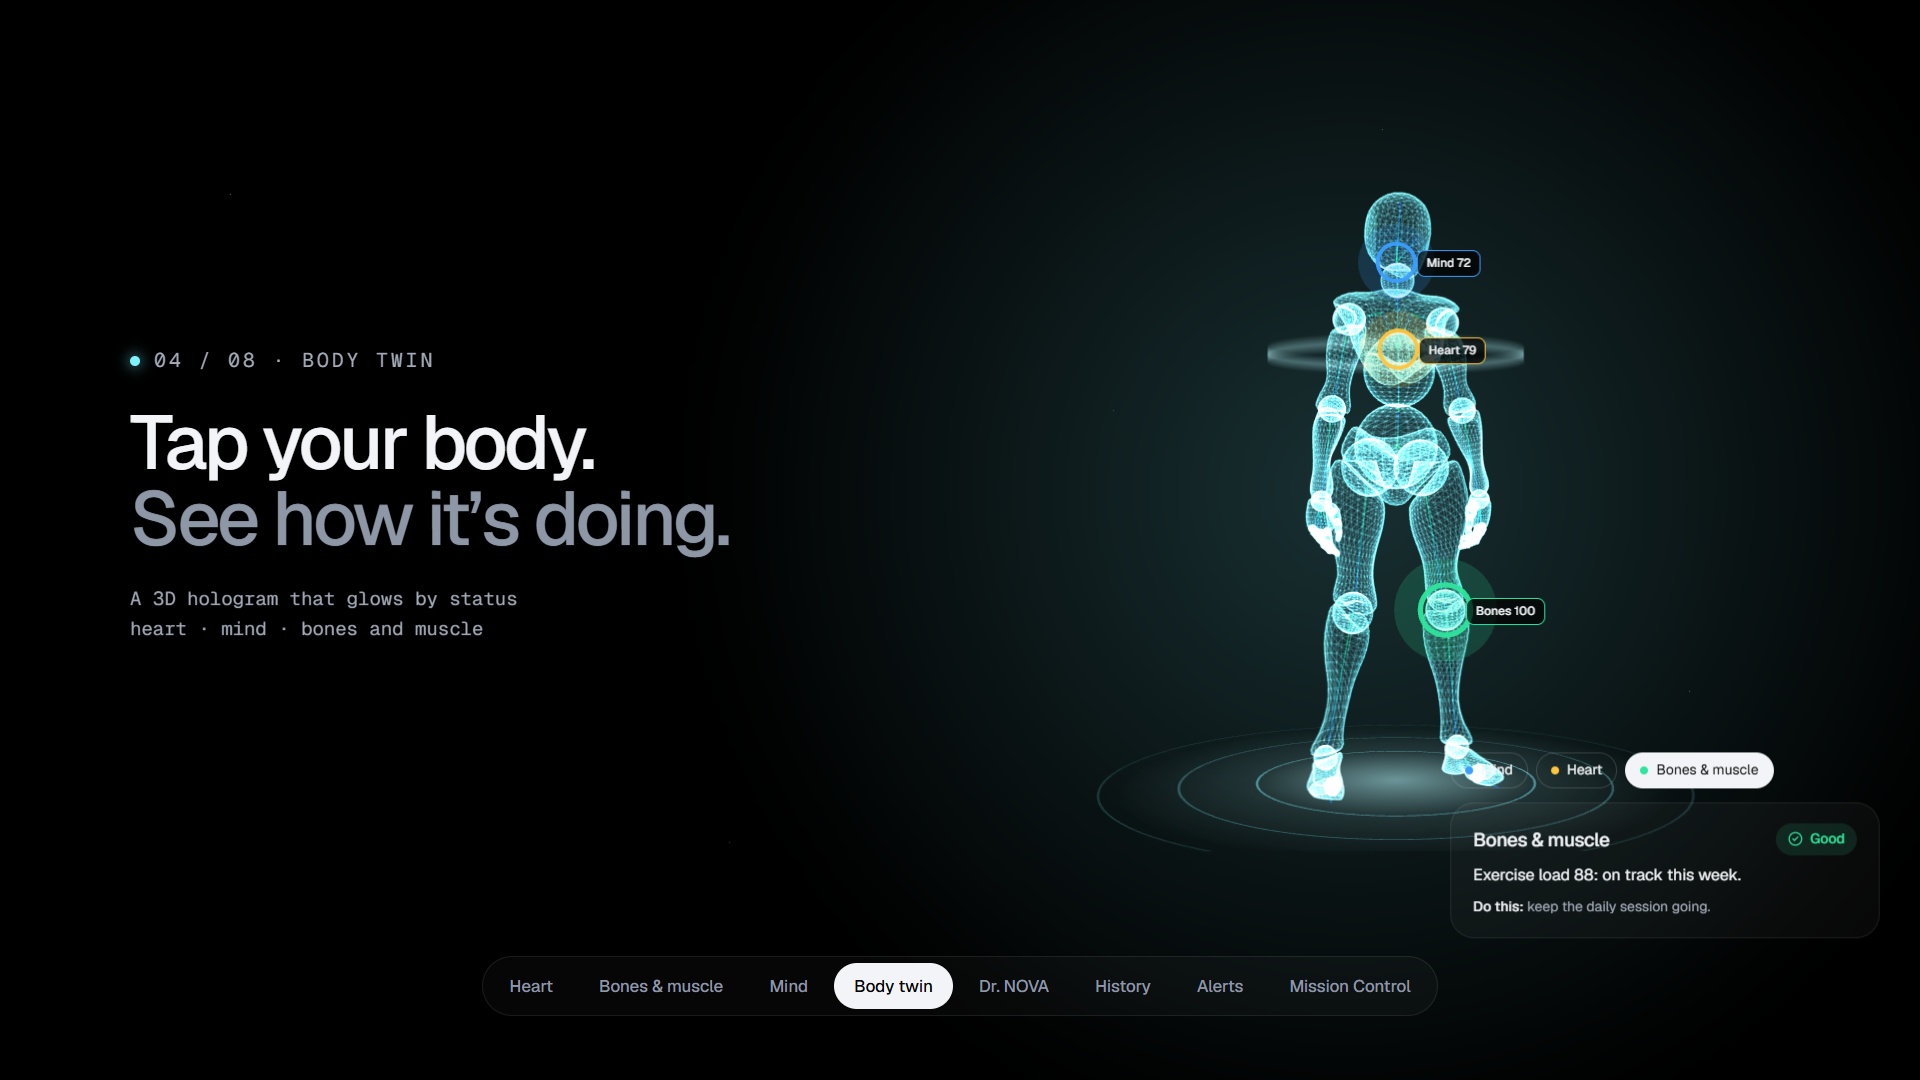 04 / 08 · BODY TWIN
Tap your body.
See how it’s doing.
A 3D hologram that glows by status
heart · mind · bones and muscle
Mind 72
Heart 79
Bones 100
Heart
Bones & muscle
Bones & muscle
Good
Exercise load 88: on track this week.
Do this: keep the daily session going.
Heart
Bones & muscle
Mind
Body twin
Dr. NOVA
History
Alerts
Mission Control